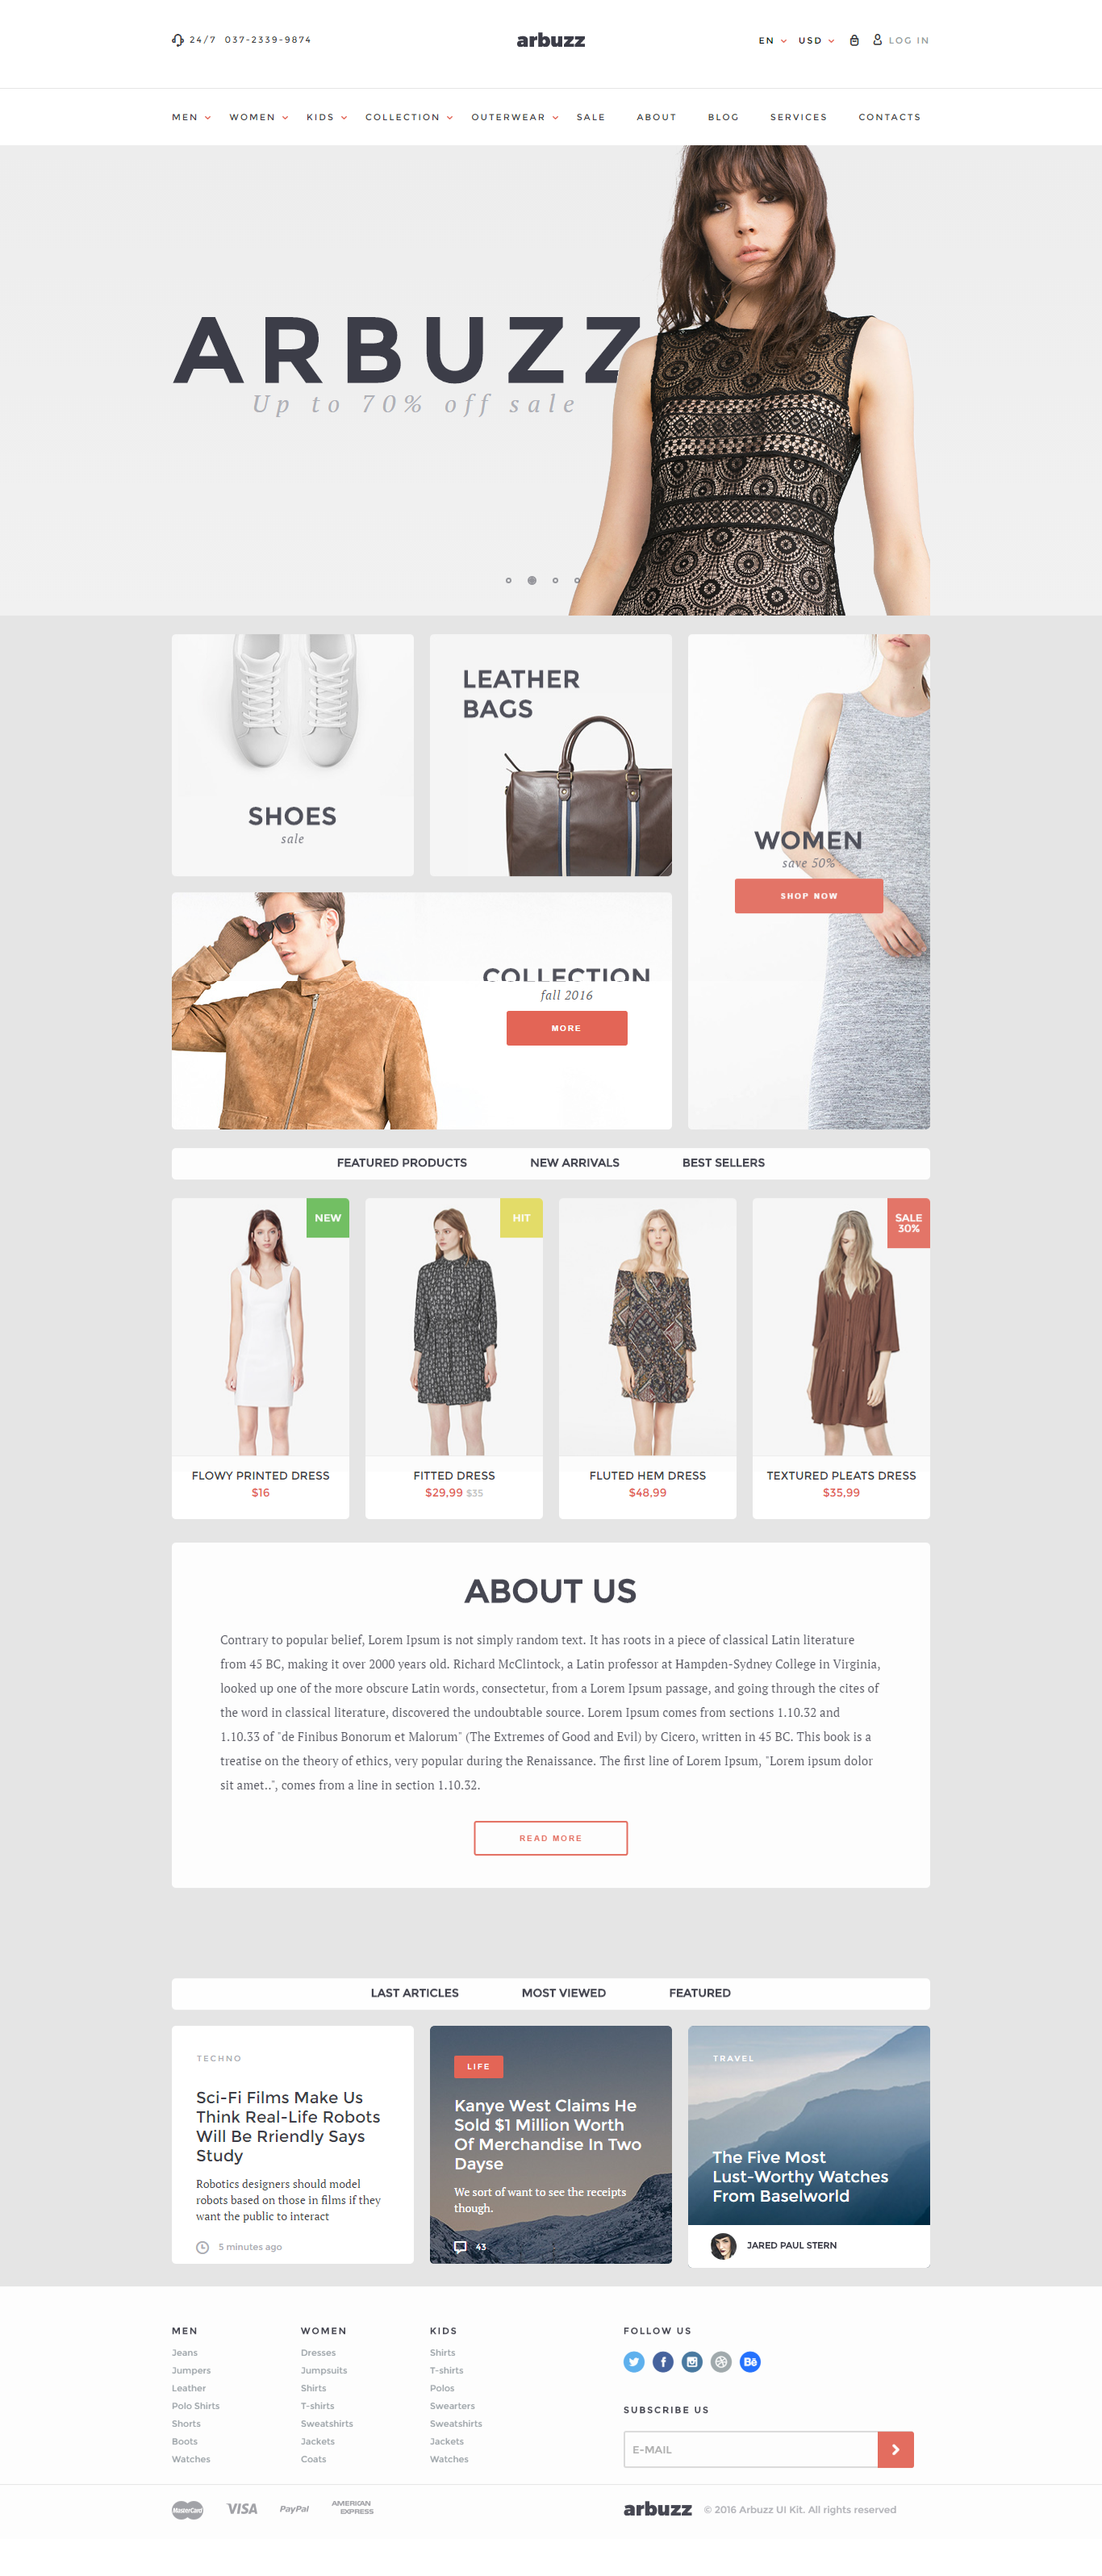 24/7 037-2339-9874
arbuzz
EN USD LOG IN
MEN WOMEN KIDS COLLECTION OUTERWEAR SALE ABOUT BLOG SERVICES CONTACTS
ARBUZZ
Up to 70% off sale
SHOES
sale
LEATHER
BAGS
WOMEN
save 50%
SHOP NOW
COLLECTION
fall 2016
MORE
FEATURED PRODUCTS NEW ARRIVALS BEST SELLERS
NEW
FLOWY PRINTED DRESS
$16
HIT
FITTED DRESS
$29,99 $35
FLUTED HEM DRESS
$48,99
SALE
30%
TEXTURED PLEATS DRESS
$35,99
ABOUT US
Contrary to popular belief, Lorem Ipsum is not simply random text. It has roots in a piece of classical Latin literature
from 45 BC, making it over 2000 years old. Richard McClintock, a Latin professor at Hampden-Sydney College in Virginia,
looked up one of the more obscure Latin words, consectetur, from a Lorem Ipsum passage, and going through the cites of
the word in classical literature, discovered the undoubtable source. Lorem Ipsum comes from sections 1.10.32 and
1.10.33 of "de Finibus Bonorum et Malorum" (The Extremes of Good and Evil) by Cicero, written in 45 BC. This book is a
treatise on the theory of ethics, very popular during the Renaissance. The first line of Lorem Ipsum, "Lorem ipsum dolor
sit amet..", comes from a line in section 1.10.32.
READ MORE
LAST ARTICLES MOST VIEWED FEATURED
TECHNO
Sci-Fi Films Make Us
Think Real-Life Robots
Will Be Rriendly Says
Study
Robotics designers should model
robots based on those in films if they
want the public to interact
5 minutes ago
LIFE
Kanye West Claims He
Sold $1 Million Worth
Of Merchandise In Two
Dayse
We sort of want to see the receipts
though.
43
TRAVEL
The Five Most
Lust-Worthy Watches
From Baselworld
JARED PAUL STERN
MEN
Jeans
Jumpers
Leather
Polo Shirts
Shorts
Boots
Watches
WOMEN
Dresses
Jumpsuits
Shirts
T-shirts
Sweatshirts
Jackets
Coats
KIDS
Shirts
T-shirts
Polos
Swearters
Sweatshirts
Jackets
Watches
FOLLOW US
Bē
SUBSCRIBE US
E-MAIL
MasterCard VISA PayPal AMERICAN
EXPRESS
arbuzz © 2016 Arbuzz UI Kit. All rights reserved